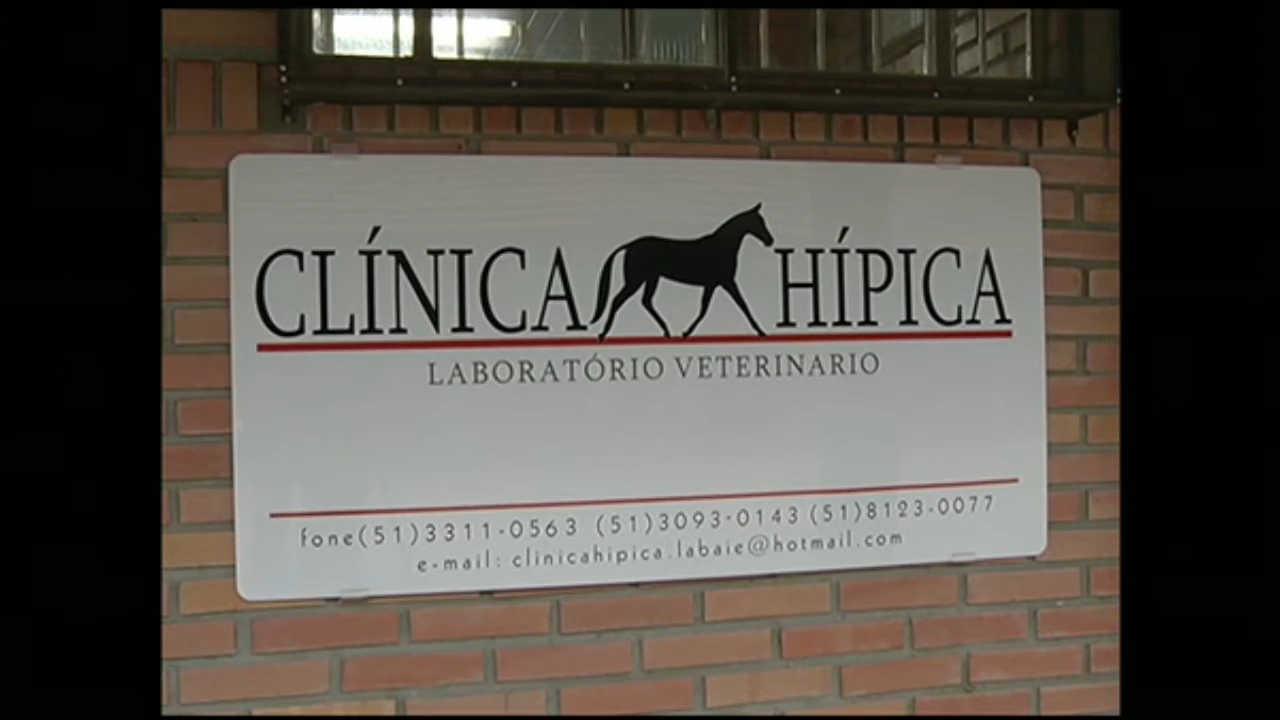 CLÍNICA HÍPICA
LABORATÓRIO VETERINARIO
fone(51)3311-0563 (51)3093-0143 (51)8123-0077
e-mail: clinicahipica.labaie@hotmail.com